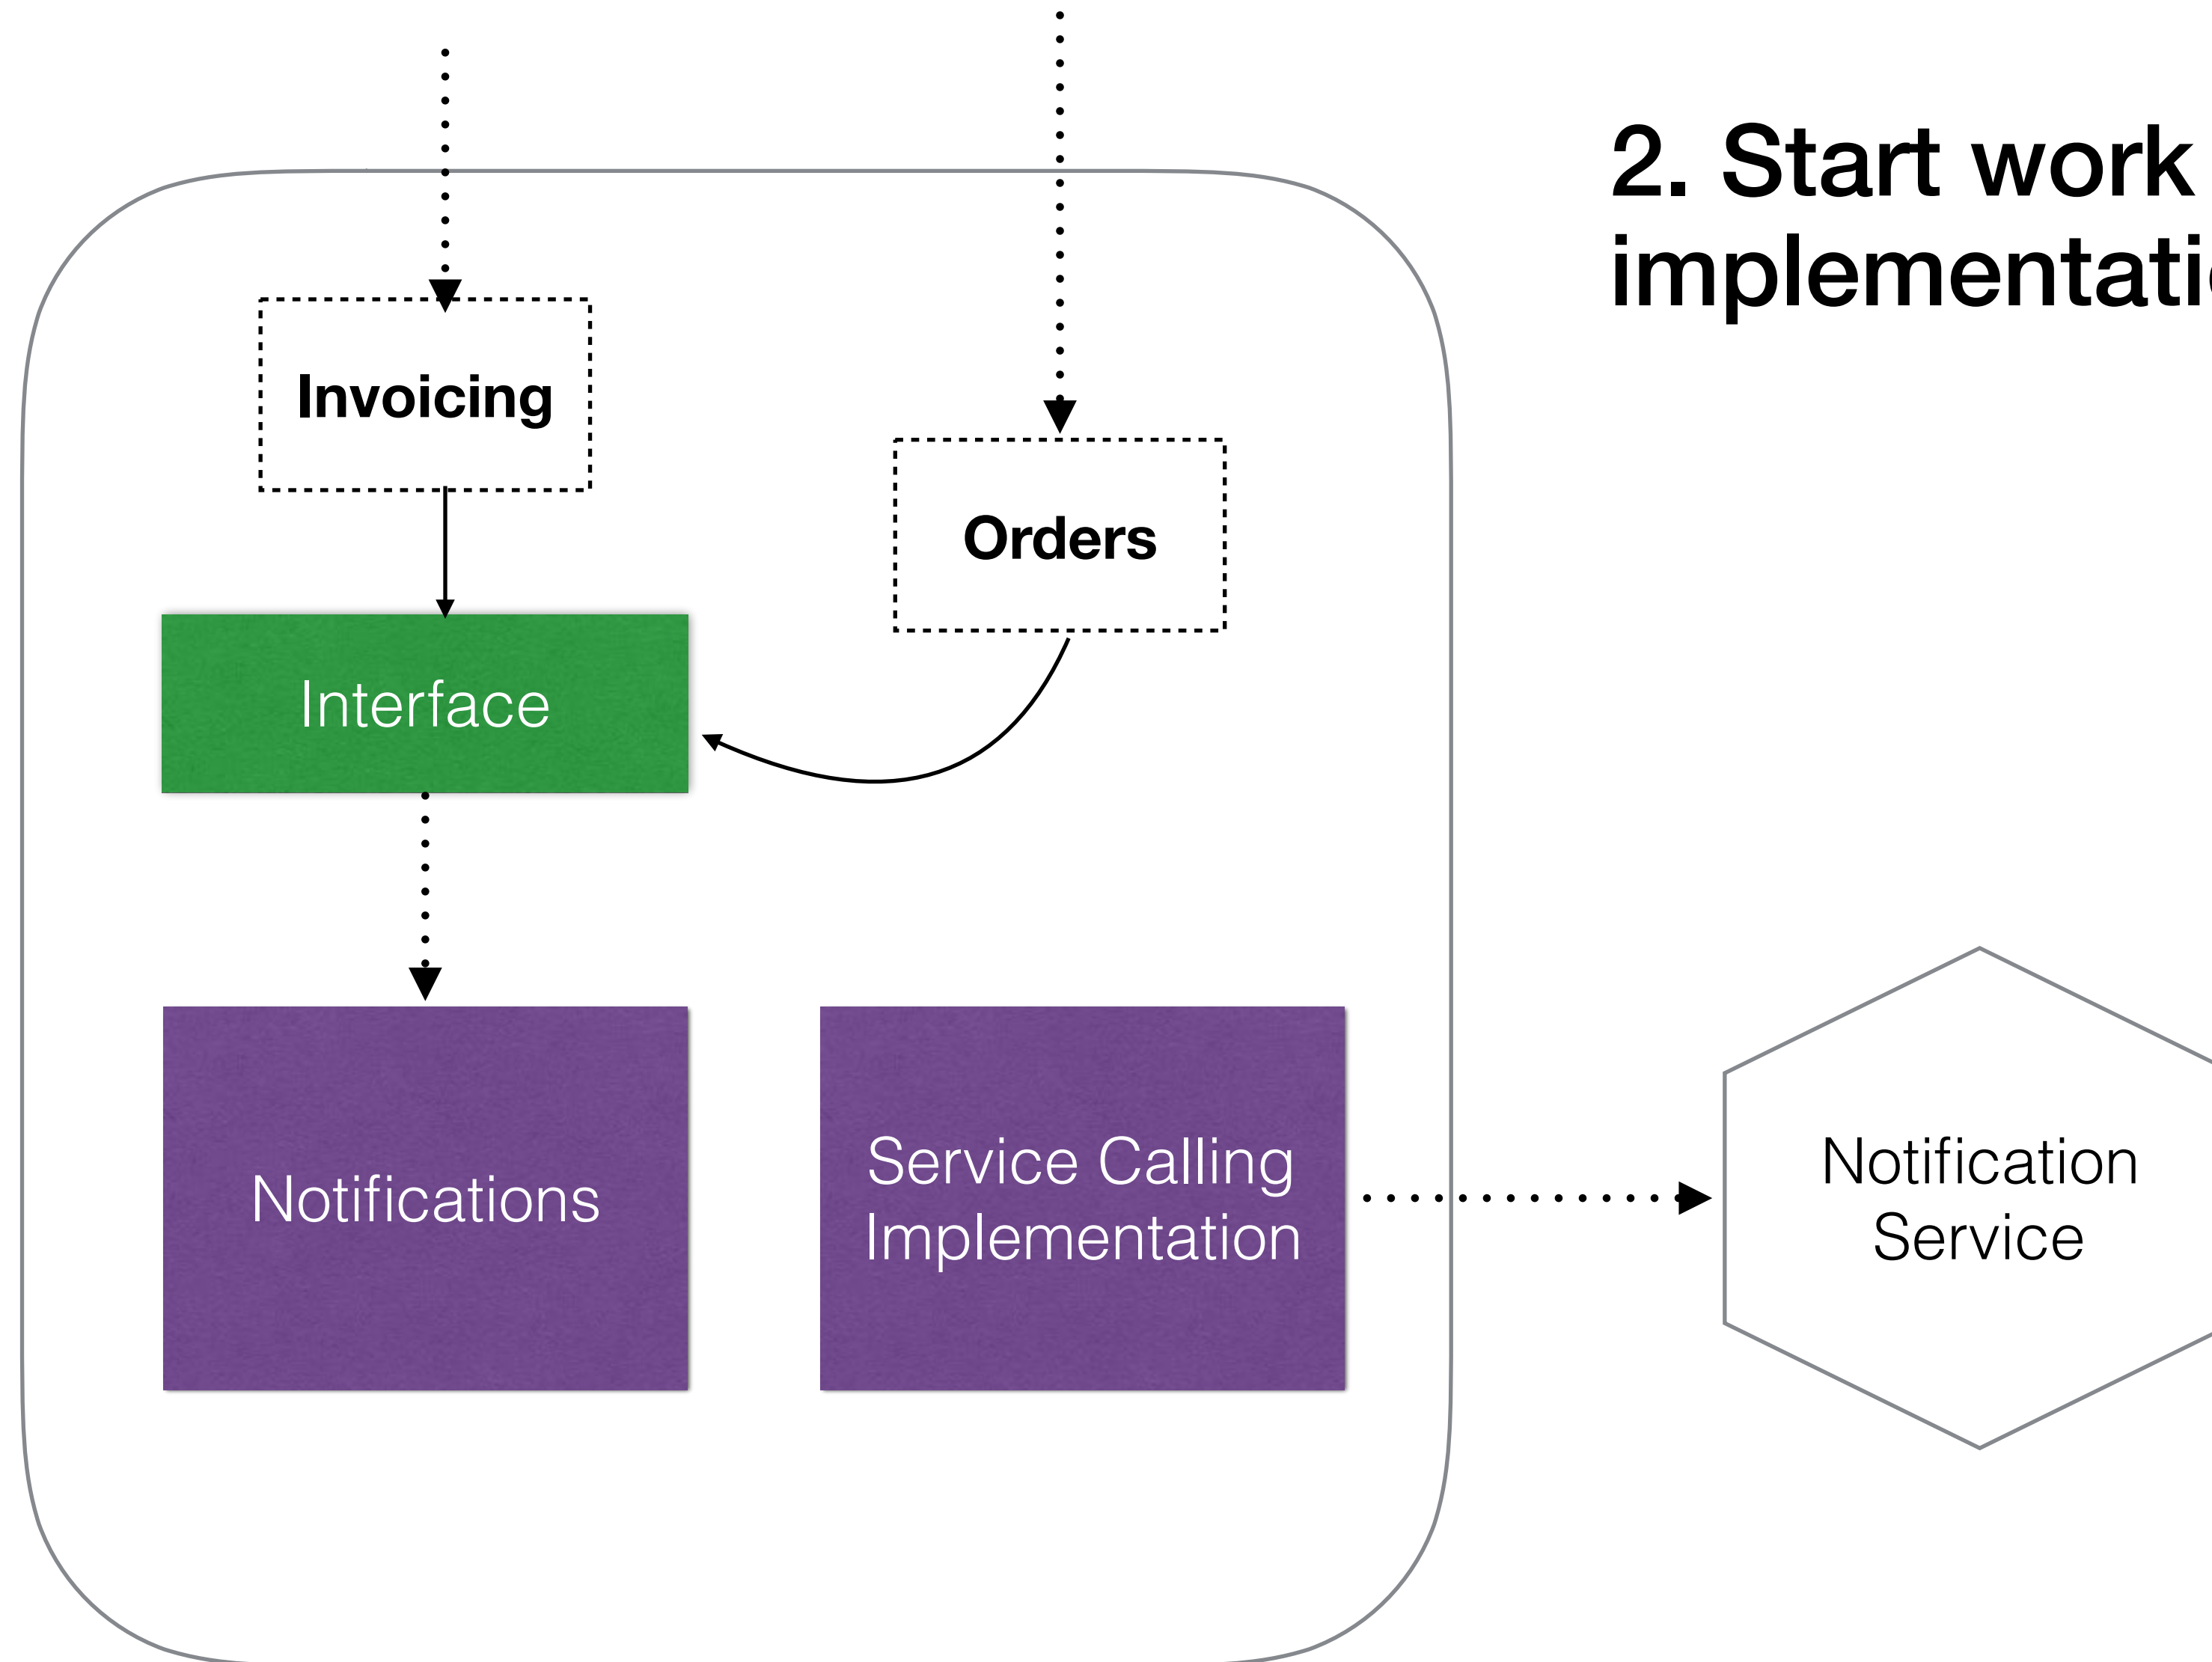 2. Start work
Invoicing
Orders
Interface
Notifications
Service Calling
Implementation
Notification
Service